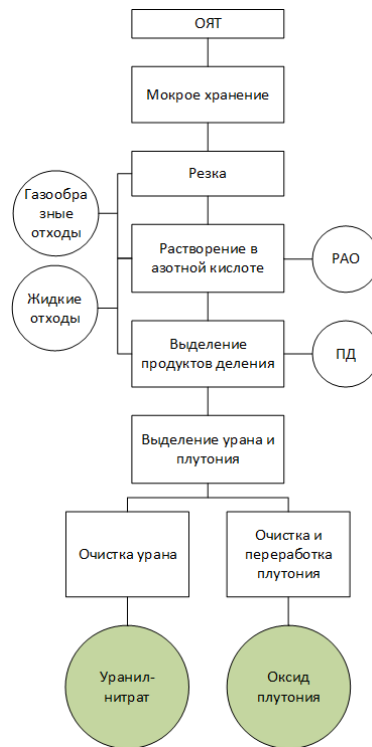 ОЯТ
Мокрое хранение
Резка
Газообра
зные
отходы
Растворение в
азотной кислоте
РАО
Жидкие
отходы
Выделение
продуктов деления
ПД
Выделение урана и
плутония
Очистка урана
Очистка и
переработка
плутония
Уранил-
нитрат
Оксид
плутония